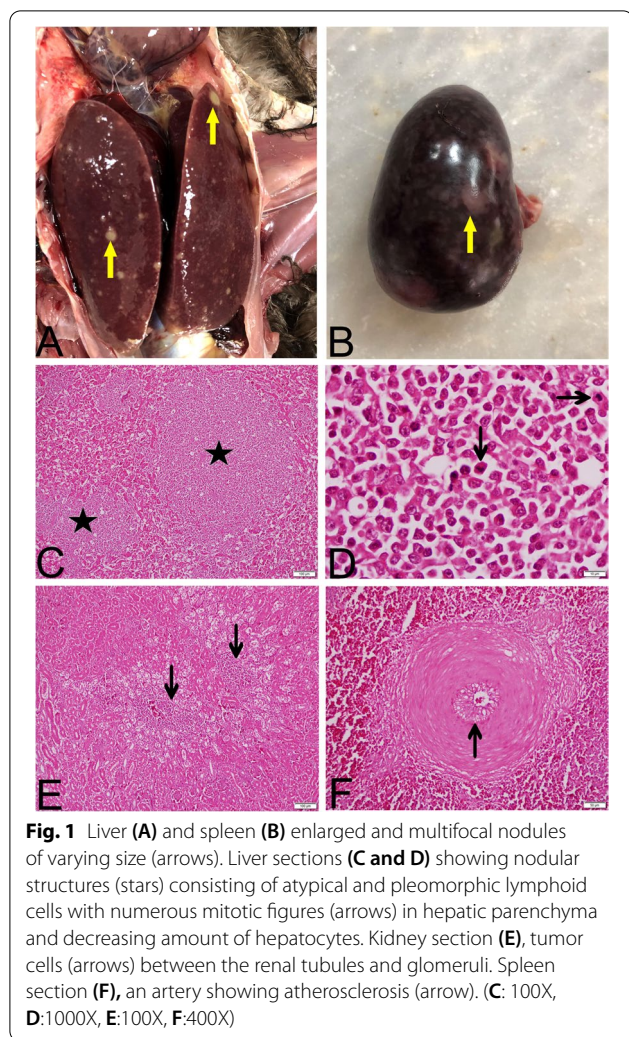 A
B
C
D
E
F
Fig. 1 Liver (A) and spleen (B) enlarged and multifocal nodules
of varying size (arrows). Liver sections (C and D) showing nodular
structures (stars) consisting of atypical and pleomorphic lymphoid
cells with numerous mitotic figures (arrows) in hepatic parenchyma
and decreasing amount of hepatocytes. Kidney section (E), tumor
cells (arrows) between the renal tubules and glomeruli. Spleen
section (F), an artery showing atherosclerosis (arrow). (C: 100X,
D:1000X, E:100X, F:400X)